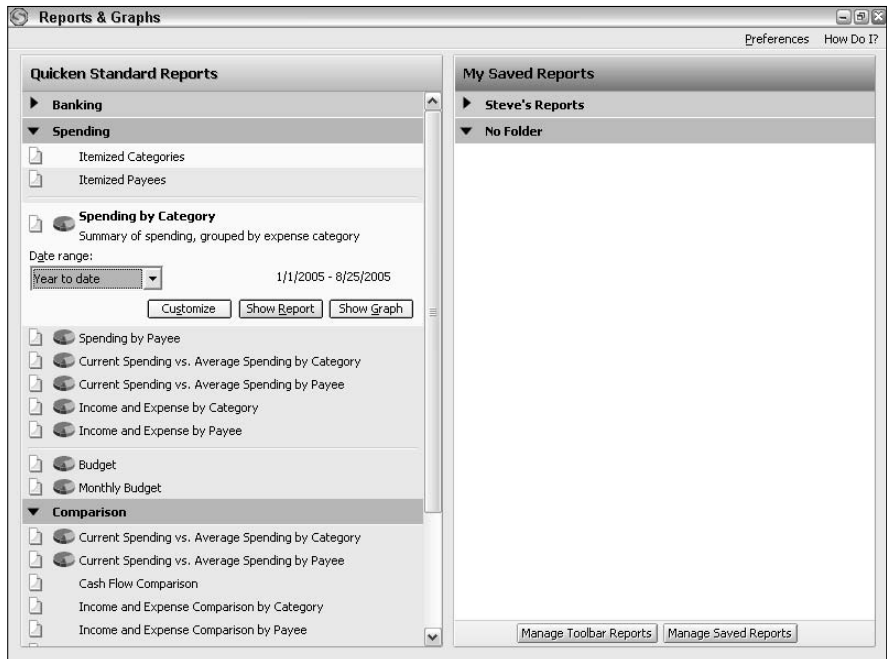 Reports & Graphs
Preferences How Do I?
Quicken Standard Reports
Banking
Spending
Itemized Categories
Itemized Payees
Spending by Category
Summary of spending, grouped by expense category
Date range:
Year to date 1/1/2005 - 8/25/2005
Customize Show Report Show Graph
Spending by Payee
Current Spending vs. Average Spending by Category
Current Spending vs. Average Spending by Payee
Income and Expense by Category
Income and Expense by Payee
Budget
Monthly Budget
Comparison
Current Spending vs. Average Spending by Category
Current Spending vs. Average Spending by Payee
Cash Flow Comparison
Income and Expense Comparison by Category
Income and Expense Comparison by Payee
My Saved Reports
Steve's Reports
No Folder
Manage Toolbar Reports Manage Saved Reports